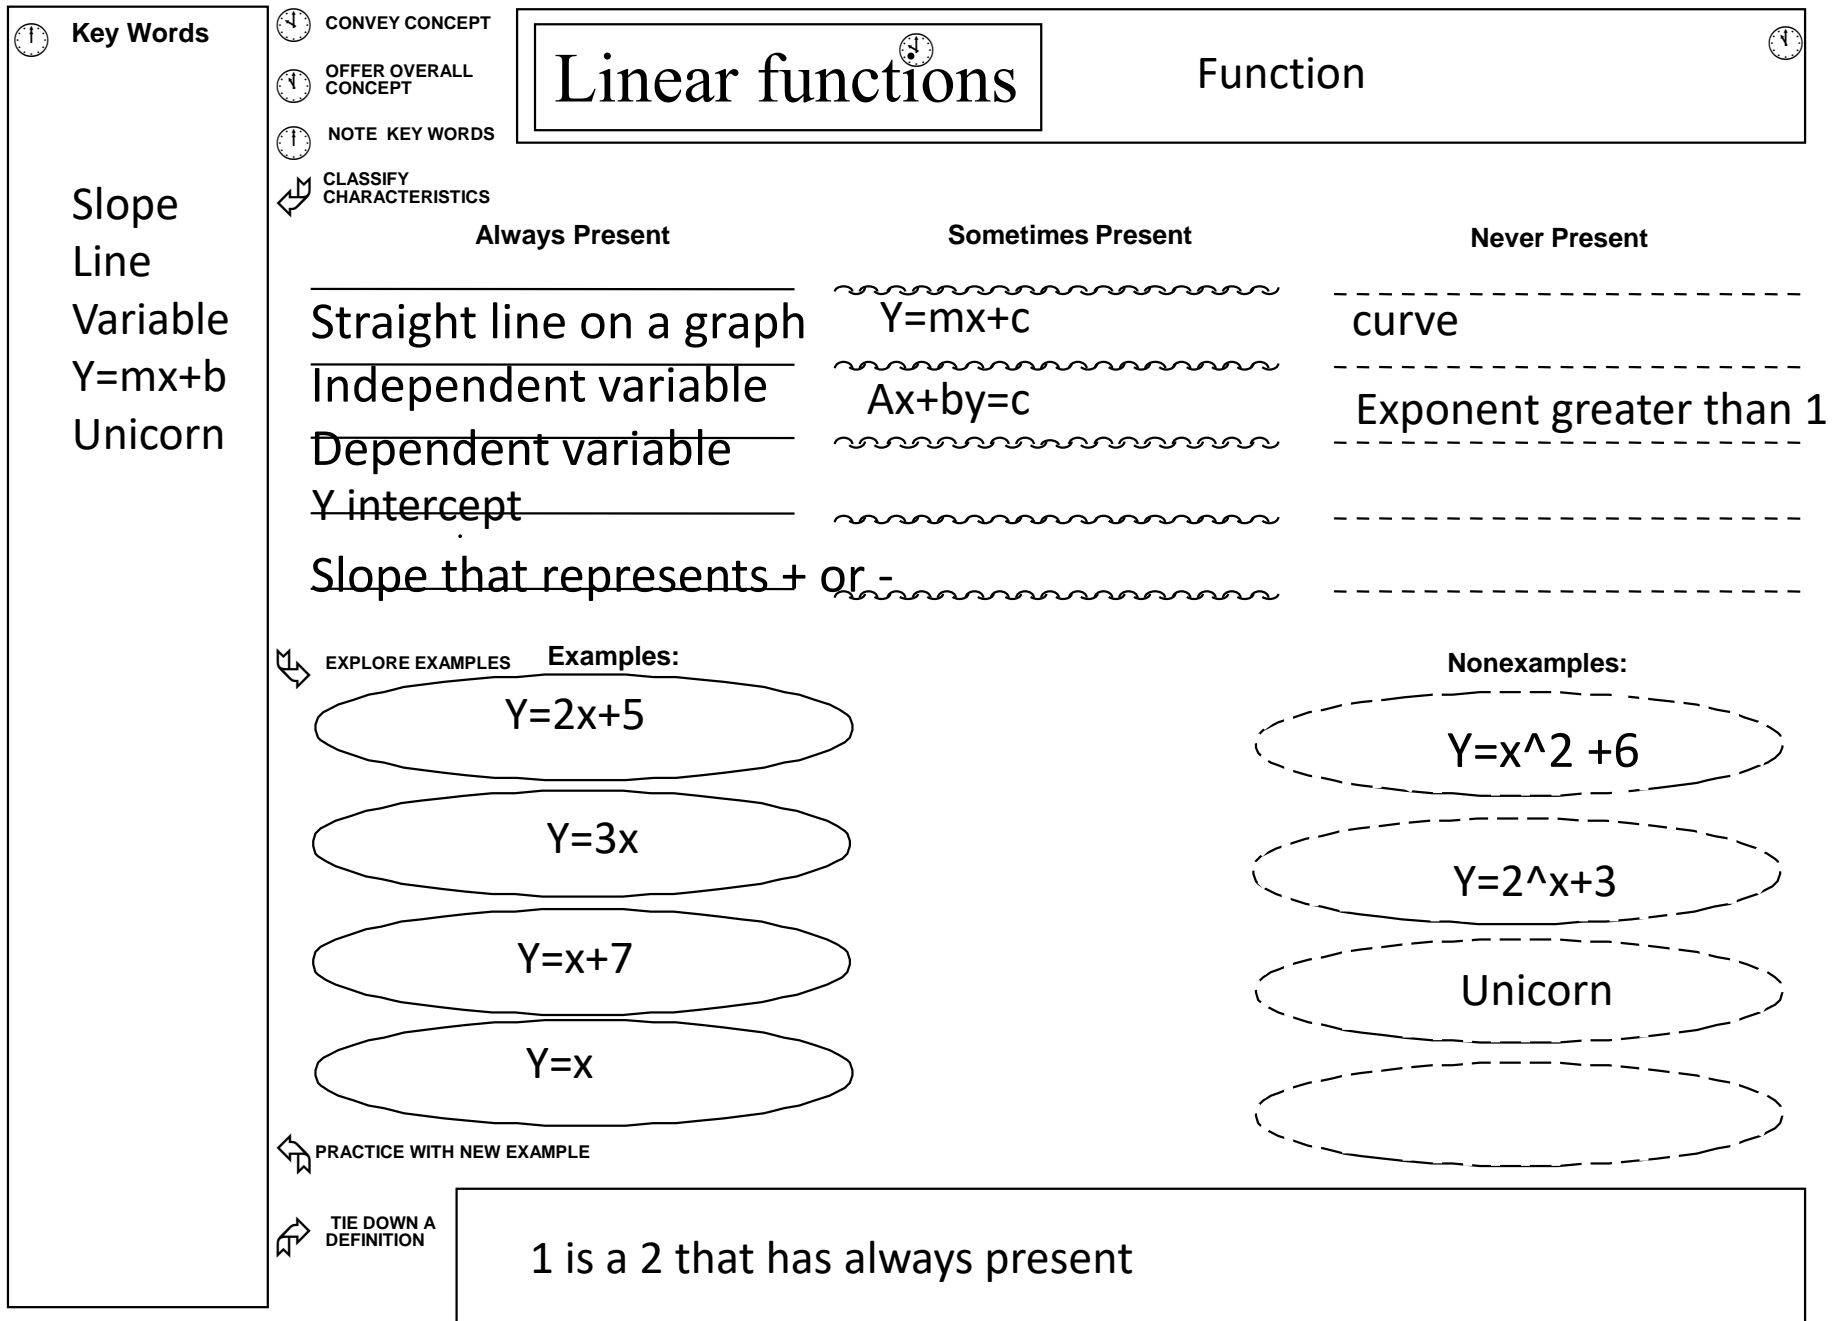 Key Words
Slope
Line
Variable
Y=mx+b
Unicorn
CONVEY CONCEPT
OFFER OVERALL
CONCEPT
NOTE KEY WORDS
Linear functions
Function
CLASSIFY
CHARACTERISTICS
Always Present
Straight line on a graph
Independent variable
Dependent variable
Y intercept
.
Slope that represents + or -
Sometimes Present
Y=mx+c
Ax+by=c
Never Present
curve
Exponent greater than 1
EXPLORE EXAMPLES
Examples:
Y=2x+5
Y=3x
Y=x+7
Y=x
Nonexamples:
Y=x^2 +6
Y=2^x+3
Unicorn
PRACTICE WITH NEW EXAMPLE
TIE DOWN A
DEFINITION
1 is a 2 that has always present